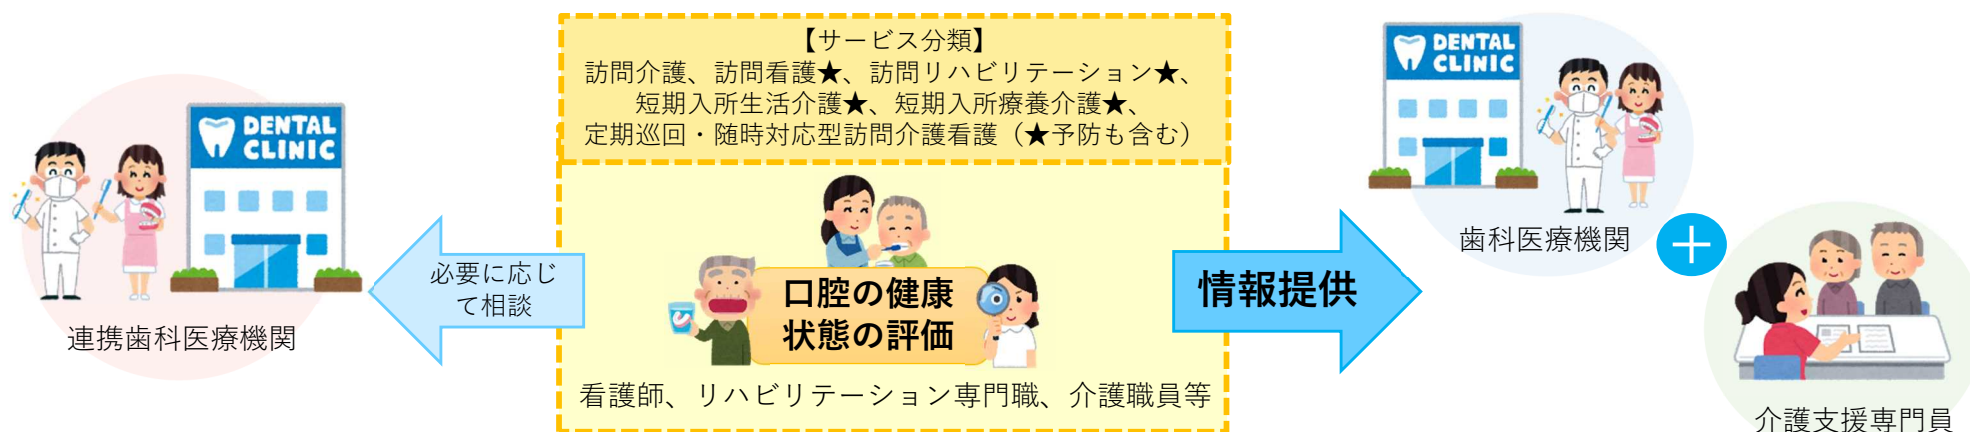 【サービス分類】
訪問介護、訪問看護★、訪問リハビリテーション★、
短期入所生活介護★、短期入所療養介護★、
定期巡回・随時対応型訪問介護看護（★予防も含む）
DENTAL
CLINIC
連携歯科医療機関
必要に応じ
て相談
口腔の健康
状態の評価
看護師、リハビリテーション専門職、介護職員等
情報提供
DENTAL
CLINIC
歯科医療機関
＋
介護支援専門員